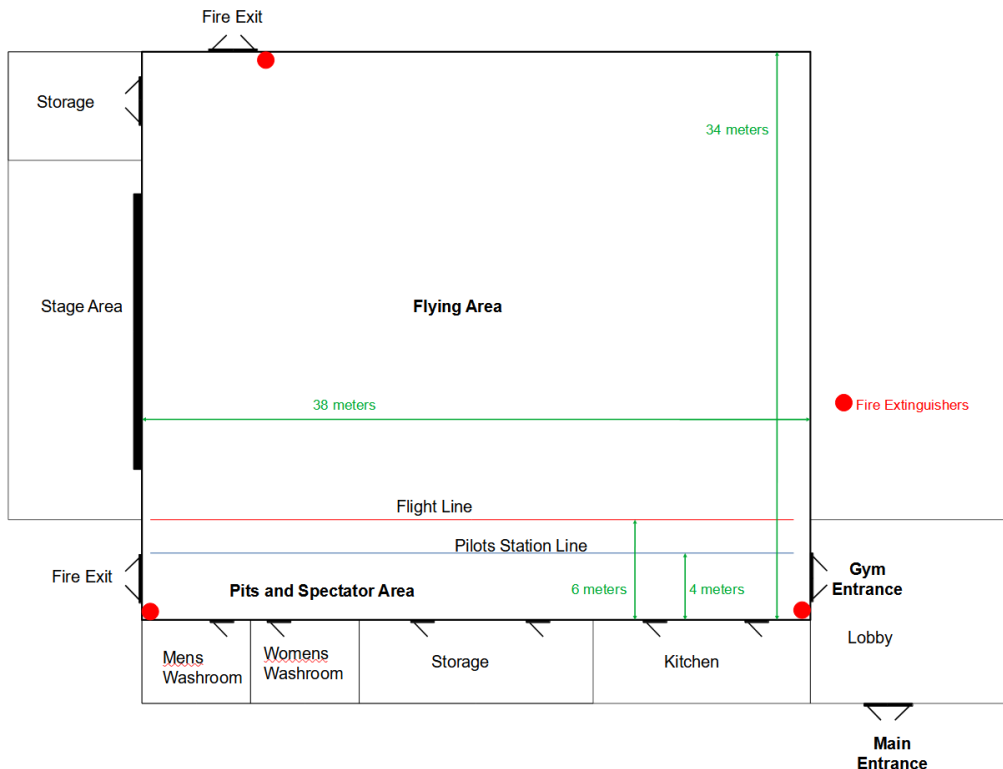 Fire Exit
Storage
34 meters
Stage Area
Flying Area
38 meters
Fire Extinguishers
Flight Line
Pilots Station Line
Fire Exit
Pits and Spectator Area
6 meters
4 meters
Gym
Entrance
Lobby
Mens
Washroom
Womens
Washroom
Storage
Kitchen
Main
Entrance